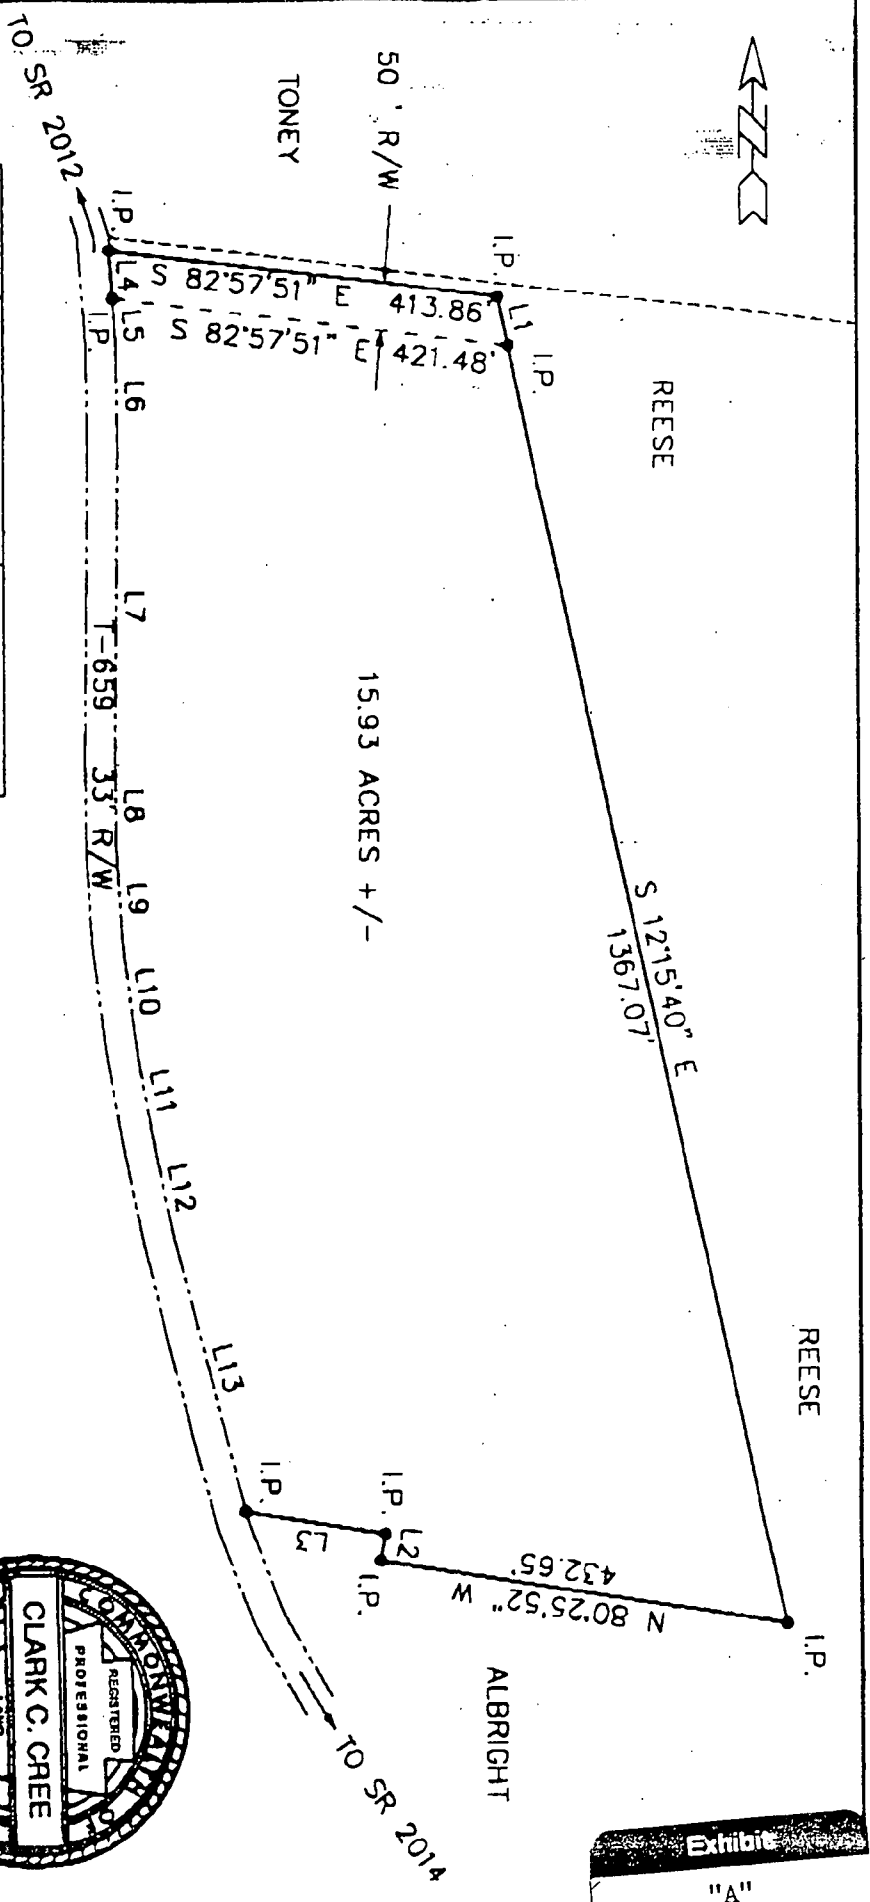 N
TO SR 2012
TONEY
50 ' R/W
I.P.
I.P.
L4
S 82°57'51" E 413.86'
L1
L5
I.P.
S 82°57'51" E 421.48'
I.P.
L6
REESE
L7
T-659 33' R/W
15.93 ACRES +/-
L8
L9
S 12°15'40" E
1367.07'
L10
L11
L12
REESE
L13
I.P.
L3
I.P.
L2
I.P.
N 80°25'52" W
432.65'
I.P.
ALBRIGHT
TO SR 2014
COMMONWEALTH OF
REGISTERED
PROFESSIONAL
CLARK C. CREE
Exhibit
"A"